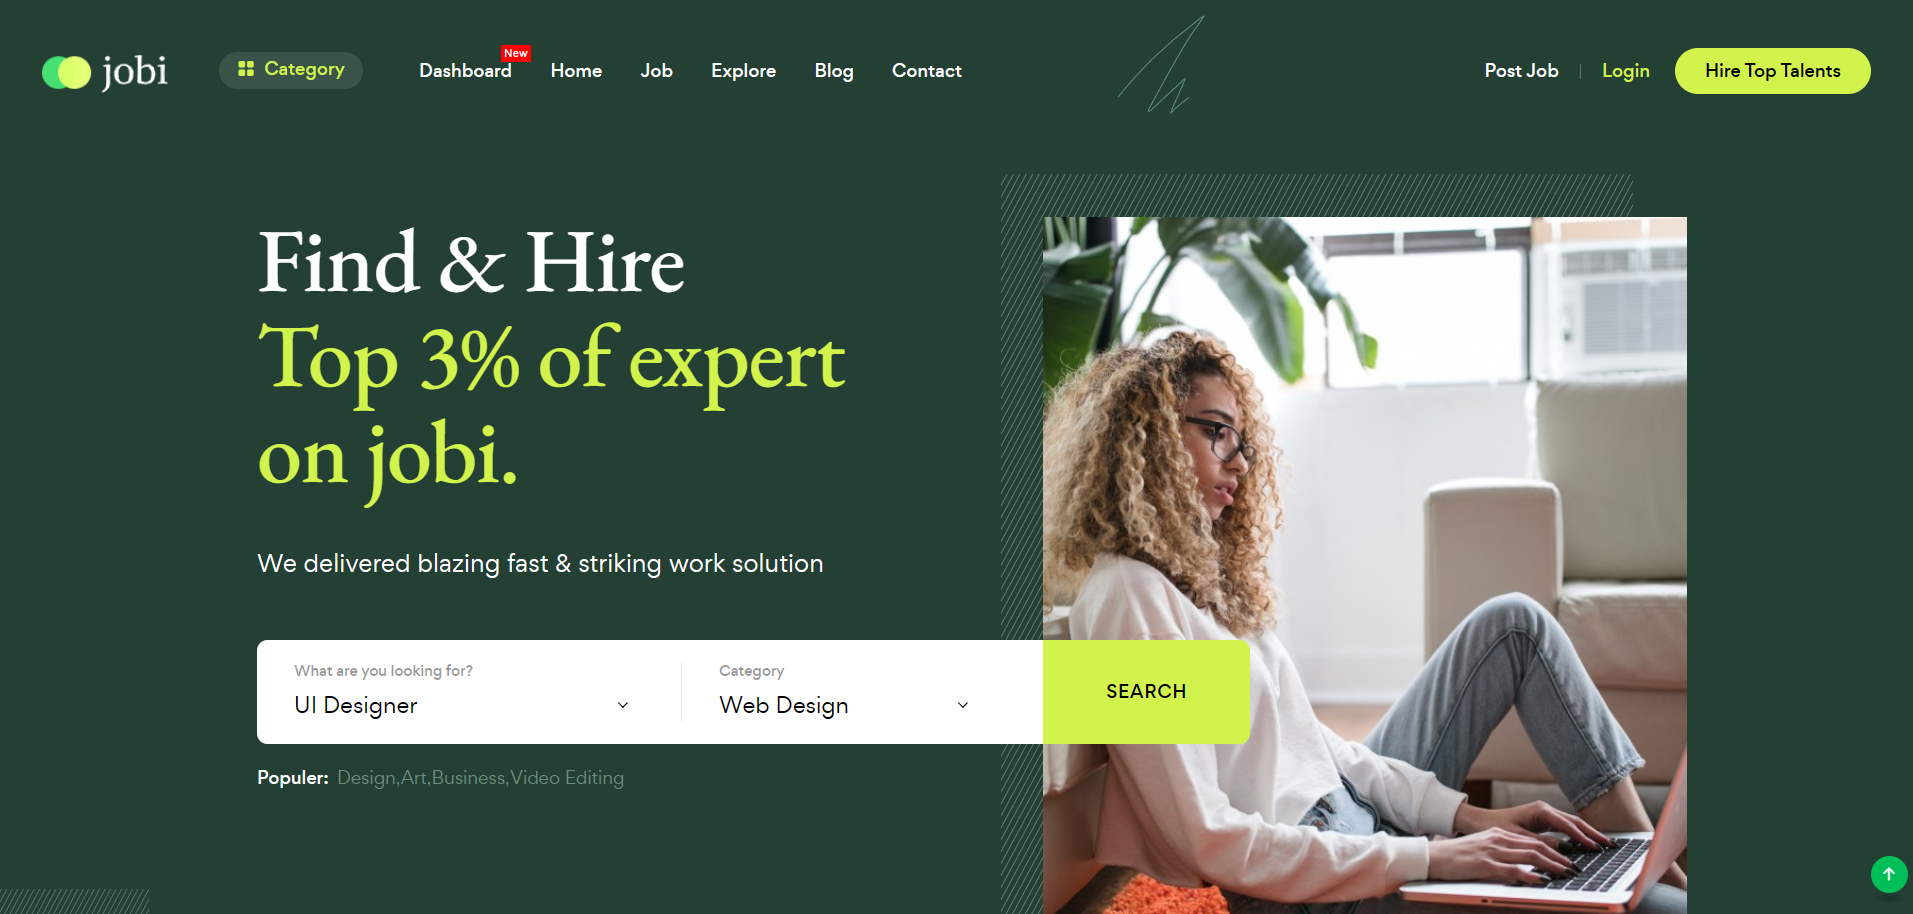 jobi
Category
Dashboard
New
Home
Job
Explore
Blog
Contact
Post Job
Login
Hire Top Talents
Find & Hire
Top 3% of expert
on jobi.
We delivered blazing fast & striking work solution
What are you looking for?
UI Designer
Category
Web Design
SEARCH
Populer: Design,Art,Business,Video Editing